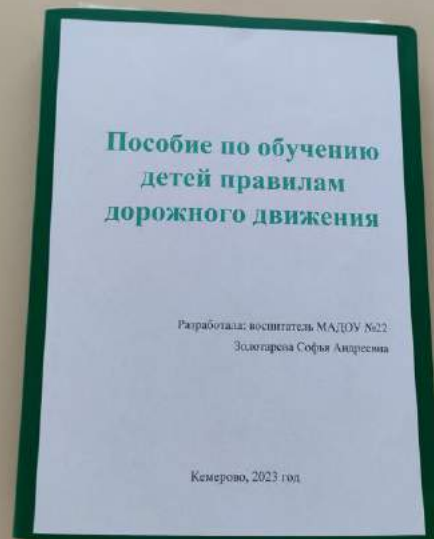 Пособие по обучению
детей правилам
дорожного движения
Разработала: воспитатель МАДОУ №22
Золотарева Софья Андреевна
Кемерово, 2023 год